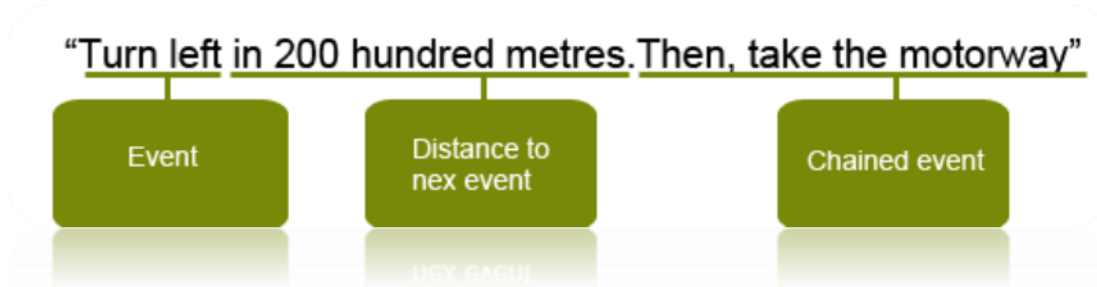 “Turn left in 200 hundred metres.Then, take the motorway”
Event
Distance to
nex event
Chained event